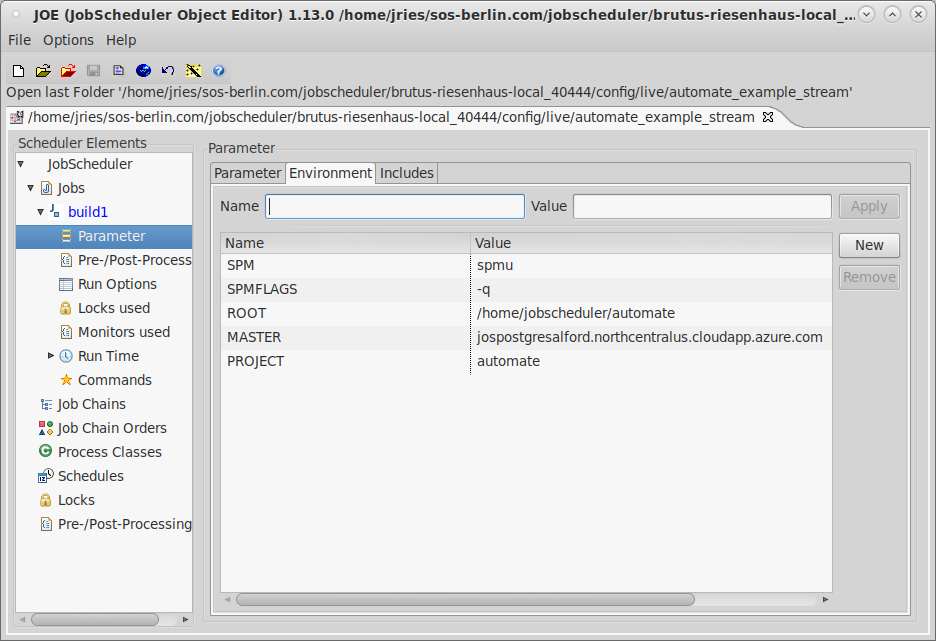 JOE (JobScheduler Object Editor) 1.13.0 /home/jries/sos-berlin.com/jobscheduler/brutus-riesenhaus-local_...
File Options Help
Open last Folder '/home/jries/sos-berlin.com/jobscheduler/brutus-riesenhaus-local_40444/config/live/automate_example_stream'
/home/jries/sos-berlin.com/jobscheduler/brutus-riesenhaus-local_40444/config/live/automate_example_stream
Scheduler Elements
JobScheduler
Jobs
build1
Parameter
Pre-/Post-Process
Run Options
Locks used
Monitors used
Run Time
Commands
Job Chains
Job Chain Orders
Process Classes
Schedules
Locks
Pre-/Post-Processing
Parameter
Parameter Environment Includes
Name Value Apply
Name Value New
SPM spmu Remove
SPMFLAGS -q
ROOT /home/jobscheduler/automate
MASTER jospostgresalford.northcentralus.cloudapp.azure.com
PROJECT automate